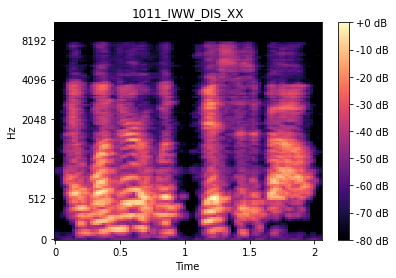 1011_IWW_DIS_XX
+0 dB
8192
-10 dB
4096
-20 dB
-30 dB
2048
Hz
-40 dB
1024
-50 dB
512
-60 dB
-70 dB
0
-80 dB
0 0.5 1 1.5 2
Time